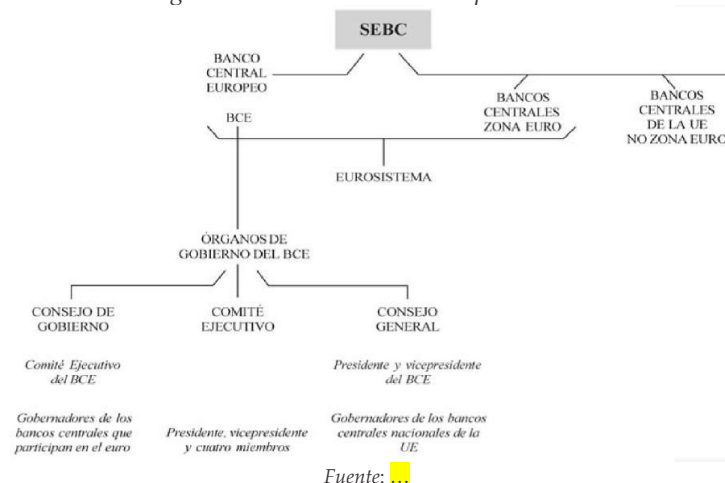 SEBC
BANCO
CENTRAL
EUROPEO
BCE
BANCOS
CENTRALES
ZONA EURO
BANCOS
CENTRALES
DE LA UE
NO ZONA EURO
EUROSISTEMA
ÓRGANOS DE
GOBIERNO DEL BCE
CONSEJO DE
GOBIERNO
COMITÉ
EJECUTIVO
CONSEJO
GENERAL
Comité Ejecutivo
del BCE
Presidente y vicepresidente
del BCE
Gobernadores de los
bancos centrales que
participan en el euro
Presidente, vicepresidente
y cuatro miembros
Gobernadores de los bancos
centrales nacionales de la
UE
Fuente: ...